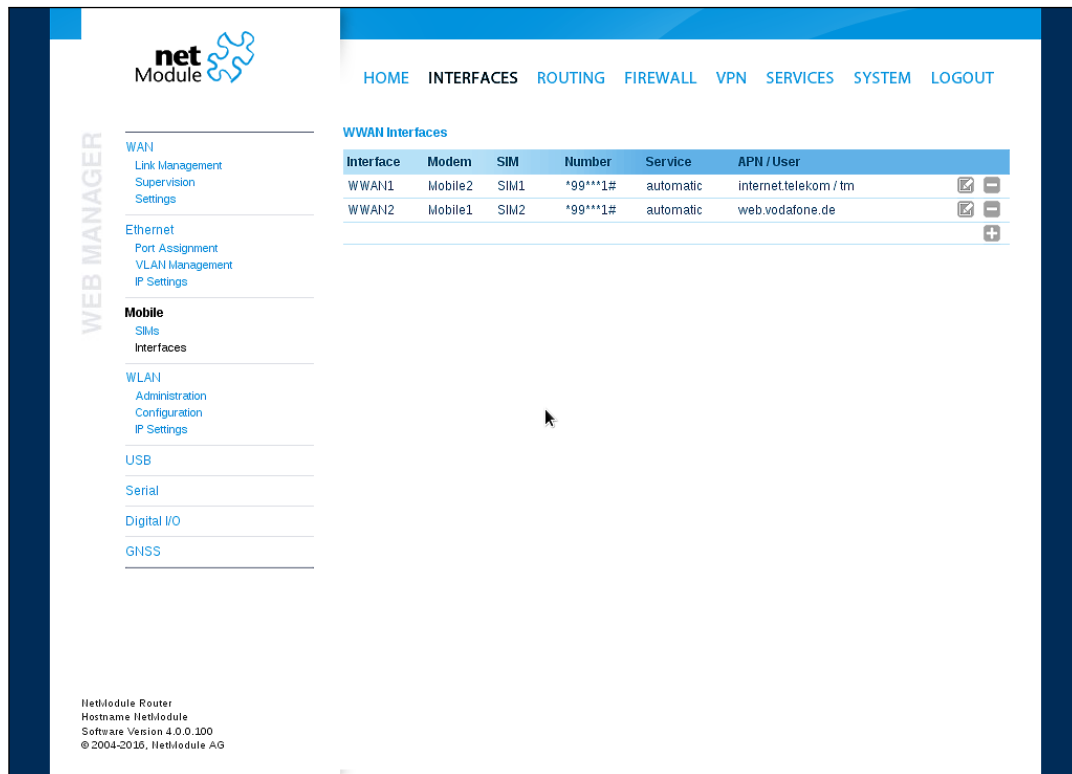 net
Module
HOME INTERFACES ROUTING FIREWALL VPN SERVICES SYSTEM LOGOUT
WEB MANAGER
WAN
Link Management
Supervision
Settings
Ethernet
Port Assignment
VLAN Management
IP Settings
Mobile
SIMs
Interfaces
WLAN
Administration
Configuration
IP Settings
USB
Serial
Digital I/O
GNSS
WWAN Interfaces
Interface Modem SIM Number Service APN / User
WWAN1 Mobile2 SIM1 *99***1# automatic internet.telekom / tm
WWAN2 Mobile1 SIM2 *99***1# automatic web.vodafone.de
NetModule Router
Hostname NetModule
Software Version 4.0.0.100
© 2004-2016, NetModule AG